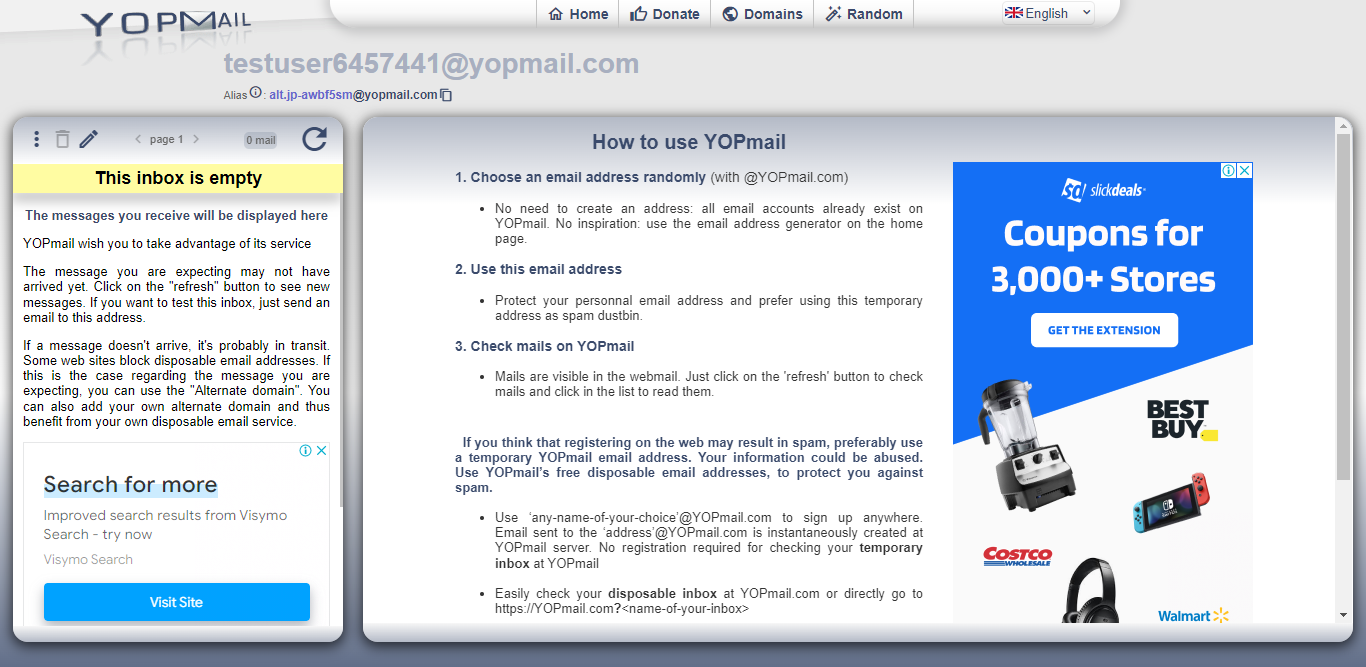 YOPMAIL
Home
Donate
Domains
Random
English
testuser6457441@yopmail.com
Alias : alt.jp-awbf5sm@yopmail.com
page 1
0 mail
This inbox is empty
The messages you receive will be displayed here
YOPmail wish you to take advantage of its service
The message you are expecting may not have
arrived yet. Click on the "refresh" button to see new
messages. If you want to test this inbox, just send an
email to this address.
If a message doesn't arrive, it's probably in transit.
Some web sites block disposable email addresses. If
this is the case regarding the message you are
expecting, you can use the "Alternate domain". You
can also add your own alternate domain and thus
benefit from your own disposable email service.
Search for more
Improved search results from Visymo
Search - try now
Visymo Search
Visit Site
How to use YOPmail
1. Choose an email address randomly (with @YOPmail.com)
• No need to create an address: all email accounts already exist on
YOPmail. No inspiration: use the email address generator on the home
page.
2. Use this email address
• Protect your personnal email address and prefer using this temporary
address as spam dustbin.
3. Check mails on YOPmail
• Mails are visible in the webmail. Just click on the 'refresh' button to check
mails and click in the list to read them.
If you think that registering on the web may result in spam, preferably use
a temporary YOPmail email address. Your information could be abused.
Use YOPmail's free disposable email addresses, to protect you against
spam.
• Use ‘any-name-of-your-choice’@YOPmail.com to sign up anywhere.
Email sent to the ‘address’@YOPmail.com is instantaneously created at
YOPmail server. No registration required for checking your temporary
inbox at YOPmail
• Easily check your disposable inbox at YOPmail.com or directly go to
https://YOPmail.com?<name-of-your-inbox>
sd slickdeals
Coupons for
3,000+ Stores
GET THE EXTENSION
BEST
BUY
COSTCO
WHOLESALE
Walmart